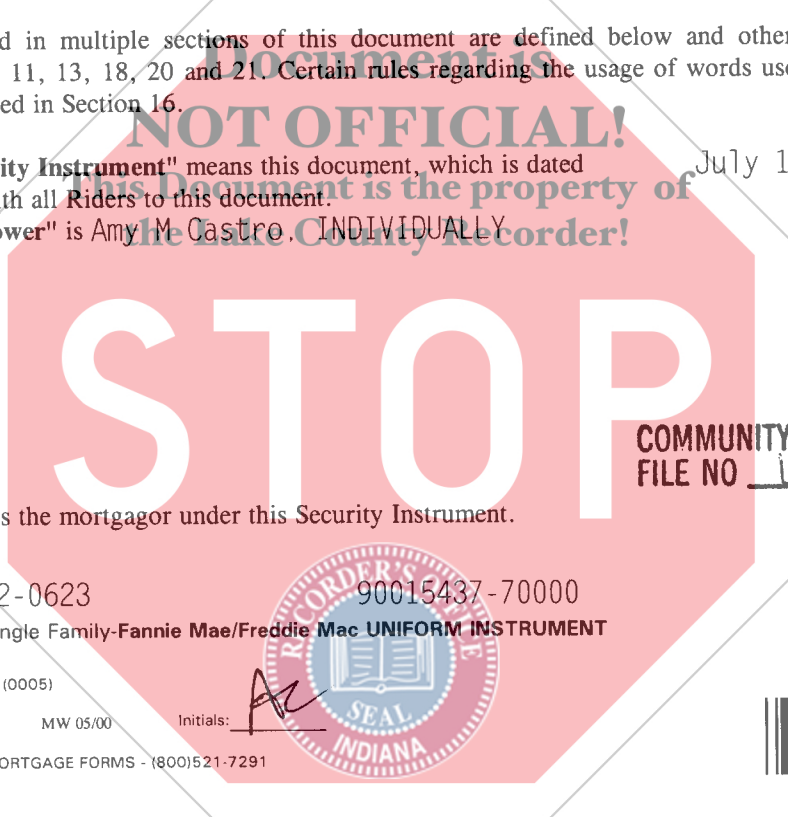 d in multiple sections of this document are defined below and other
Document is
11, 13, 18, 20 and 21. Certain rules regarding the usage of words use
ed in Section 16.
NOT OFFICIAL!
ity Instrument" means this document, which is dated July 1
This Document is the property of
ith all Riders to this document.
ower" is Amy M Castro, INDIVIDUALLY
the Lake County Recorder!
STOP
COMMUNITY
FILE NO
s the mortgagor under this Security Instrument.
2-0623 90015437-70000
ngle Family-Fannie Mae/Freddie Mac UNIFORM INSTRUMENT
(0005)
MW 05/00 Initials: AC
ORTGAGE FORMS - (800)521-7291
RECORDER'S OFFICE
SEAL
INDIANA